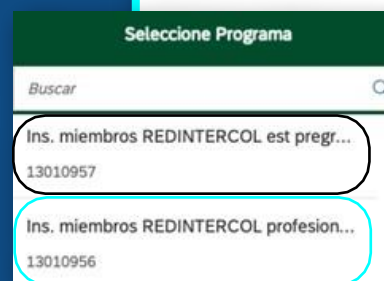 Seleccione Programa
Buscar
Ins. miembros REDINTERCOL est pregr...
13010957
Ins. miembros REDINTERCOL profesion...
13010956